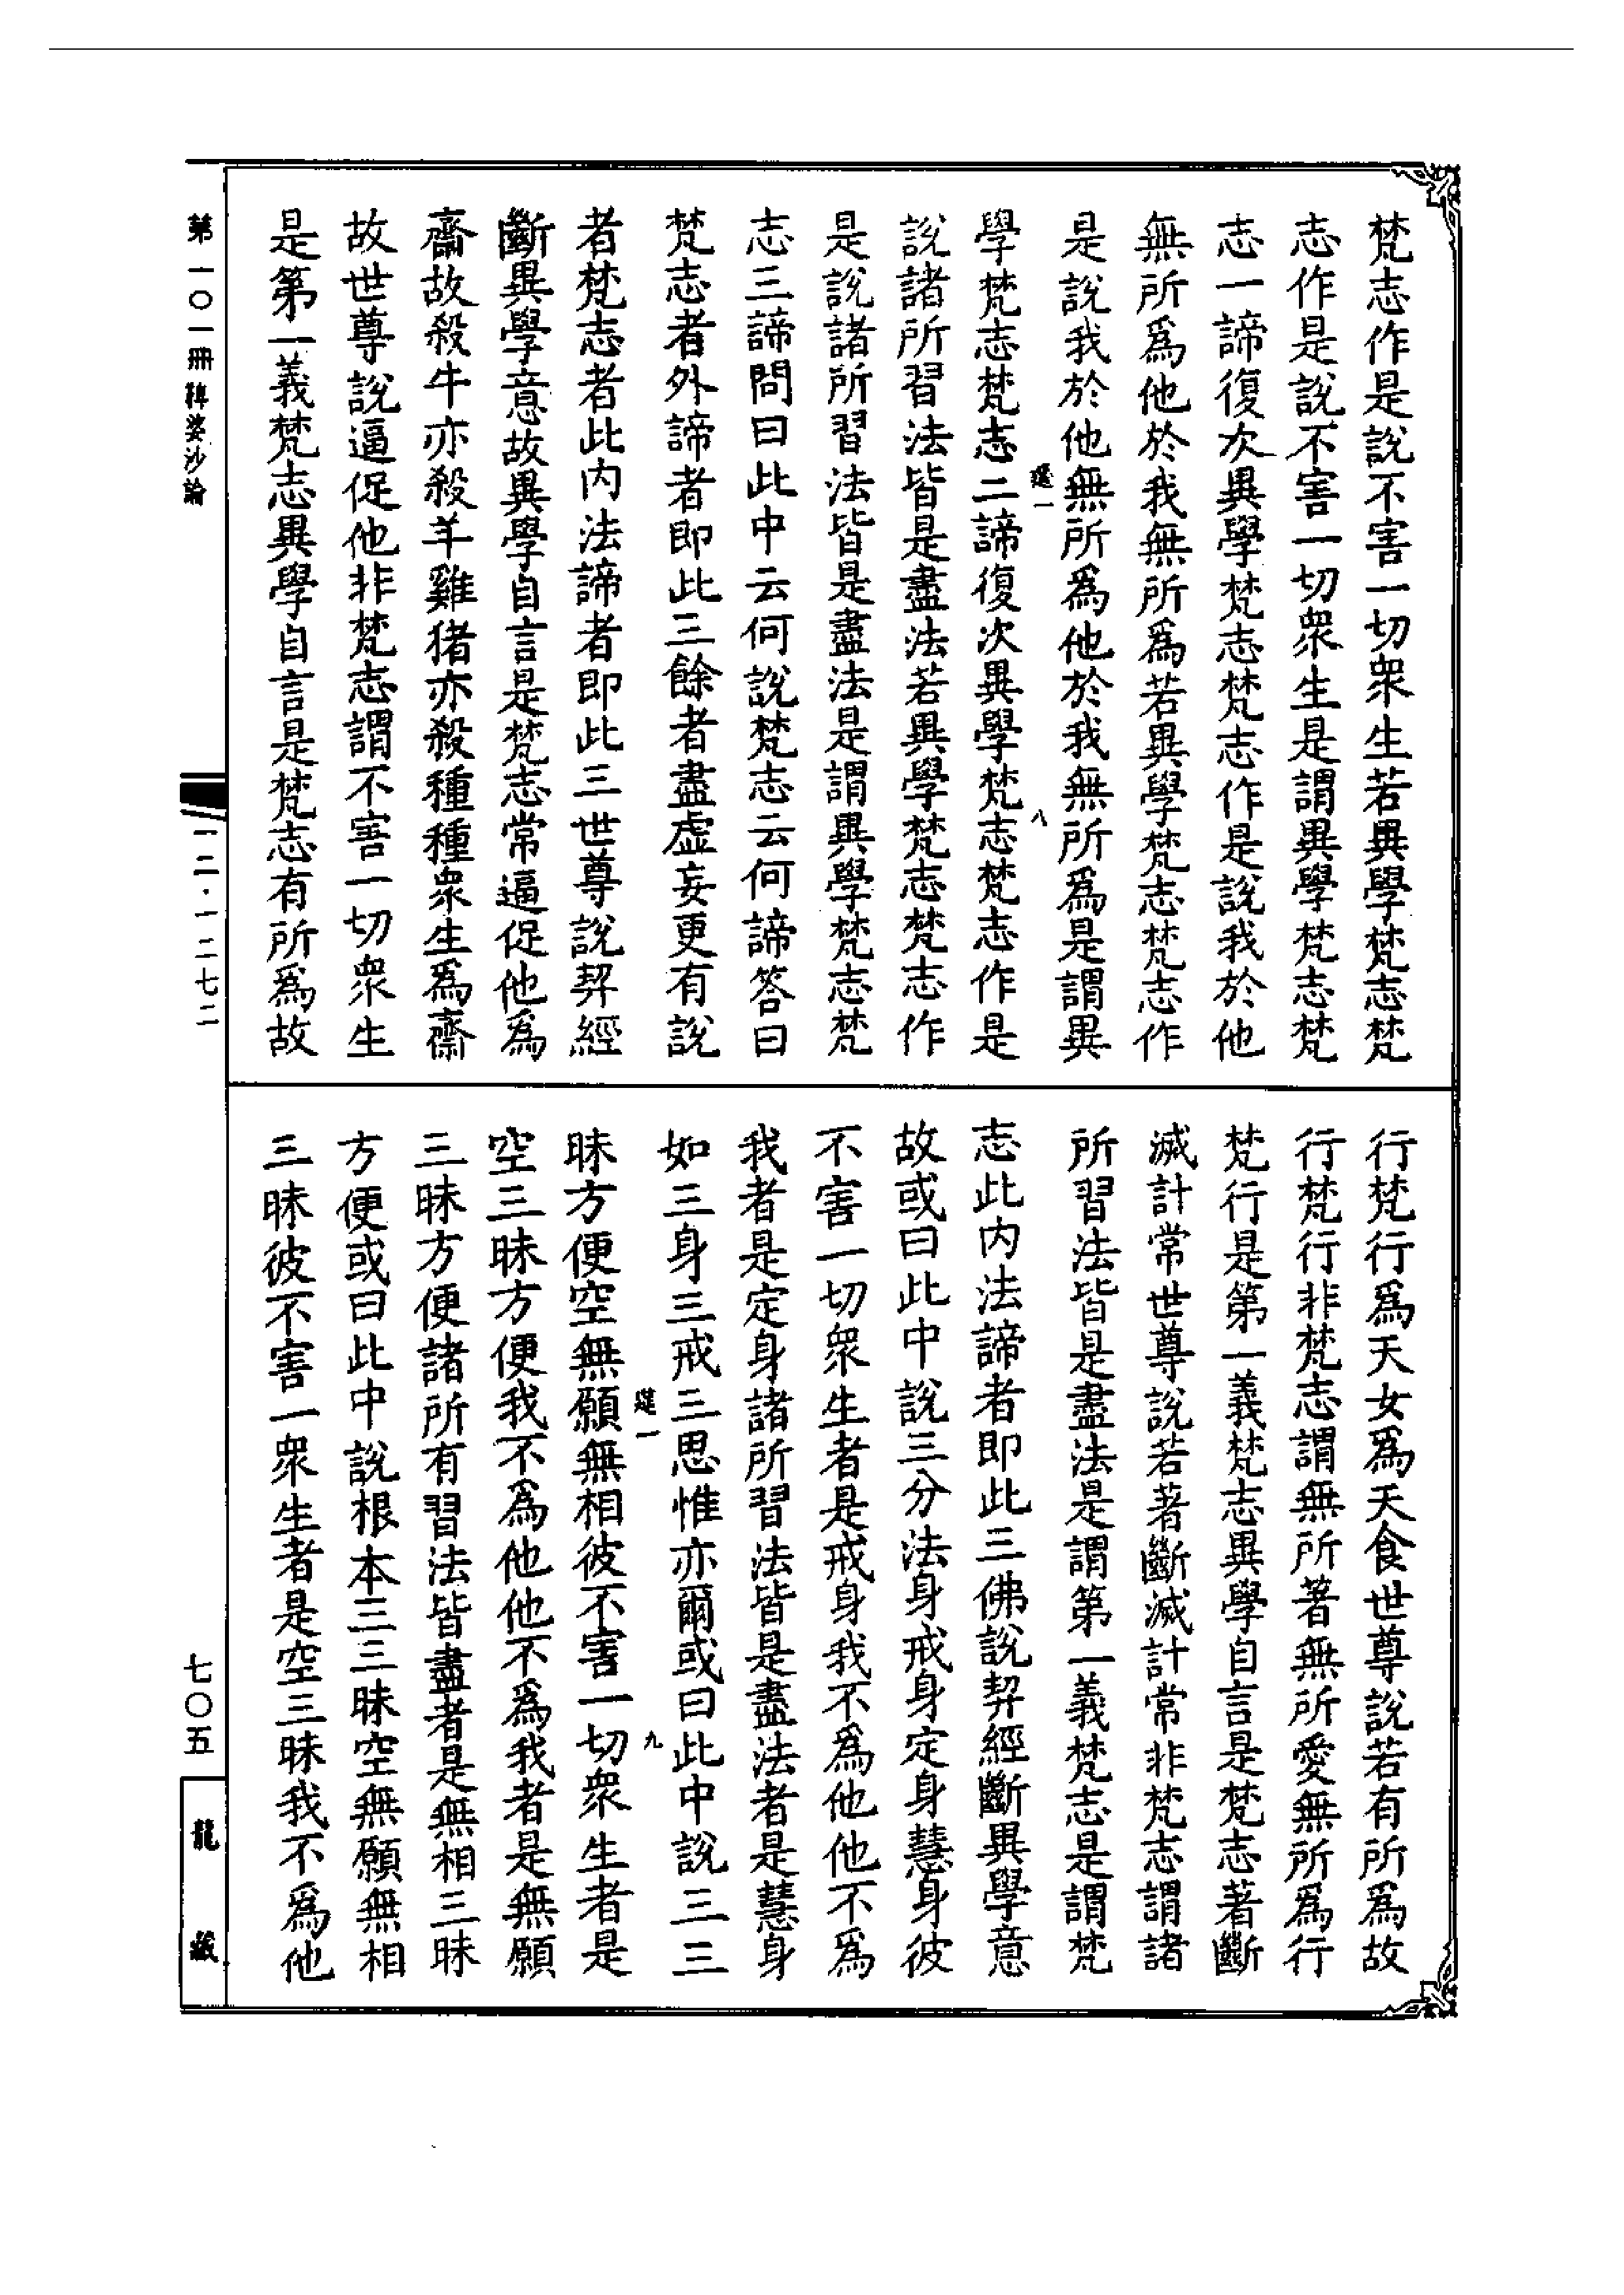 梵志作是說不害一切衆生若異學梵志梵
志作是說不害一切衆生是謂異學梵志梵
志一諦復次異學梵志梵志作是說我於他
無所爲他於我無所爲若異學梵志梵志作
是說我於他無所爲他於我無所爲是謂異
學梵志梵志二諦復次異學梵志梵志作是
說諸所習法皆是盡法若異學梵志梵志作
是說諸所習法皆是盡法是謂異學梵志梵
志三諦問曰此中云何說梵志云何諦答曰
梵志者外諦者即此三餘者盡虛妄更有說
者梵志者此內法諦者即此三世尊說契經
斷異學意故異學自言是梵志常逼促他爲
齋故殺牛亦殺羊雞猪亦殺種種衆生爲齋
故世尊說逼促他非梵志謂不害一切衆生
是第一義梵志異學自言是梵志有所爲故
行梵行爲天女爲天食世尊說若有所爲故
行梵行非梵志謂無所著無所愛無所爲行
梵行是第一義梵志異學自言是梵志著斷
滅計常世尊說若著斷滅計常非梵志謂諸
所習法皆是盡法是謂第一義梵志是謂梵
志此內法諦者即此三佛說契經斷異學意
故或曰此中說三分法身戒身定身慧身彼
不害一切衆生者是戒身我不爲他他不爲
我者是定身諸所習法皆是盡法者是慧身
如三身三戒三思惟亦爾或曰此中說三三
昧方便空無願無相彼不害一切衆生者是
空三昧方便我不爲他他不爲我者是無願
三昧方便諸所有習法皆盡者是無相三昧
方便或曰此中說根本三三昧空無願無相
三昧彼不害一衆生者是空三昧我不爲他
選一
八
選一
九
第一〇一冊 鞞婆沙論
一二·一二七二
七〇五
龍藏